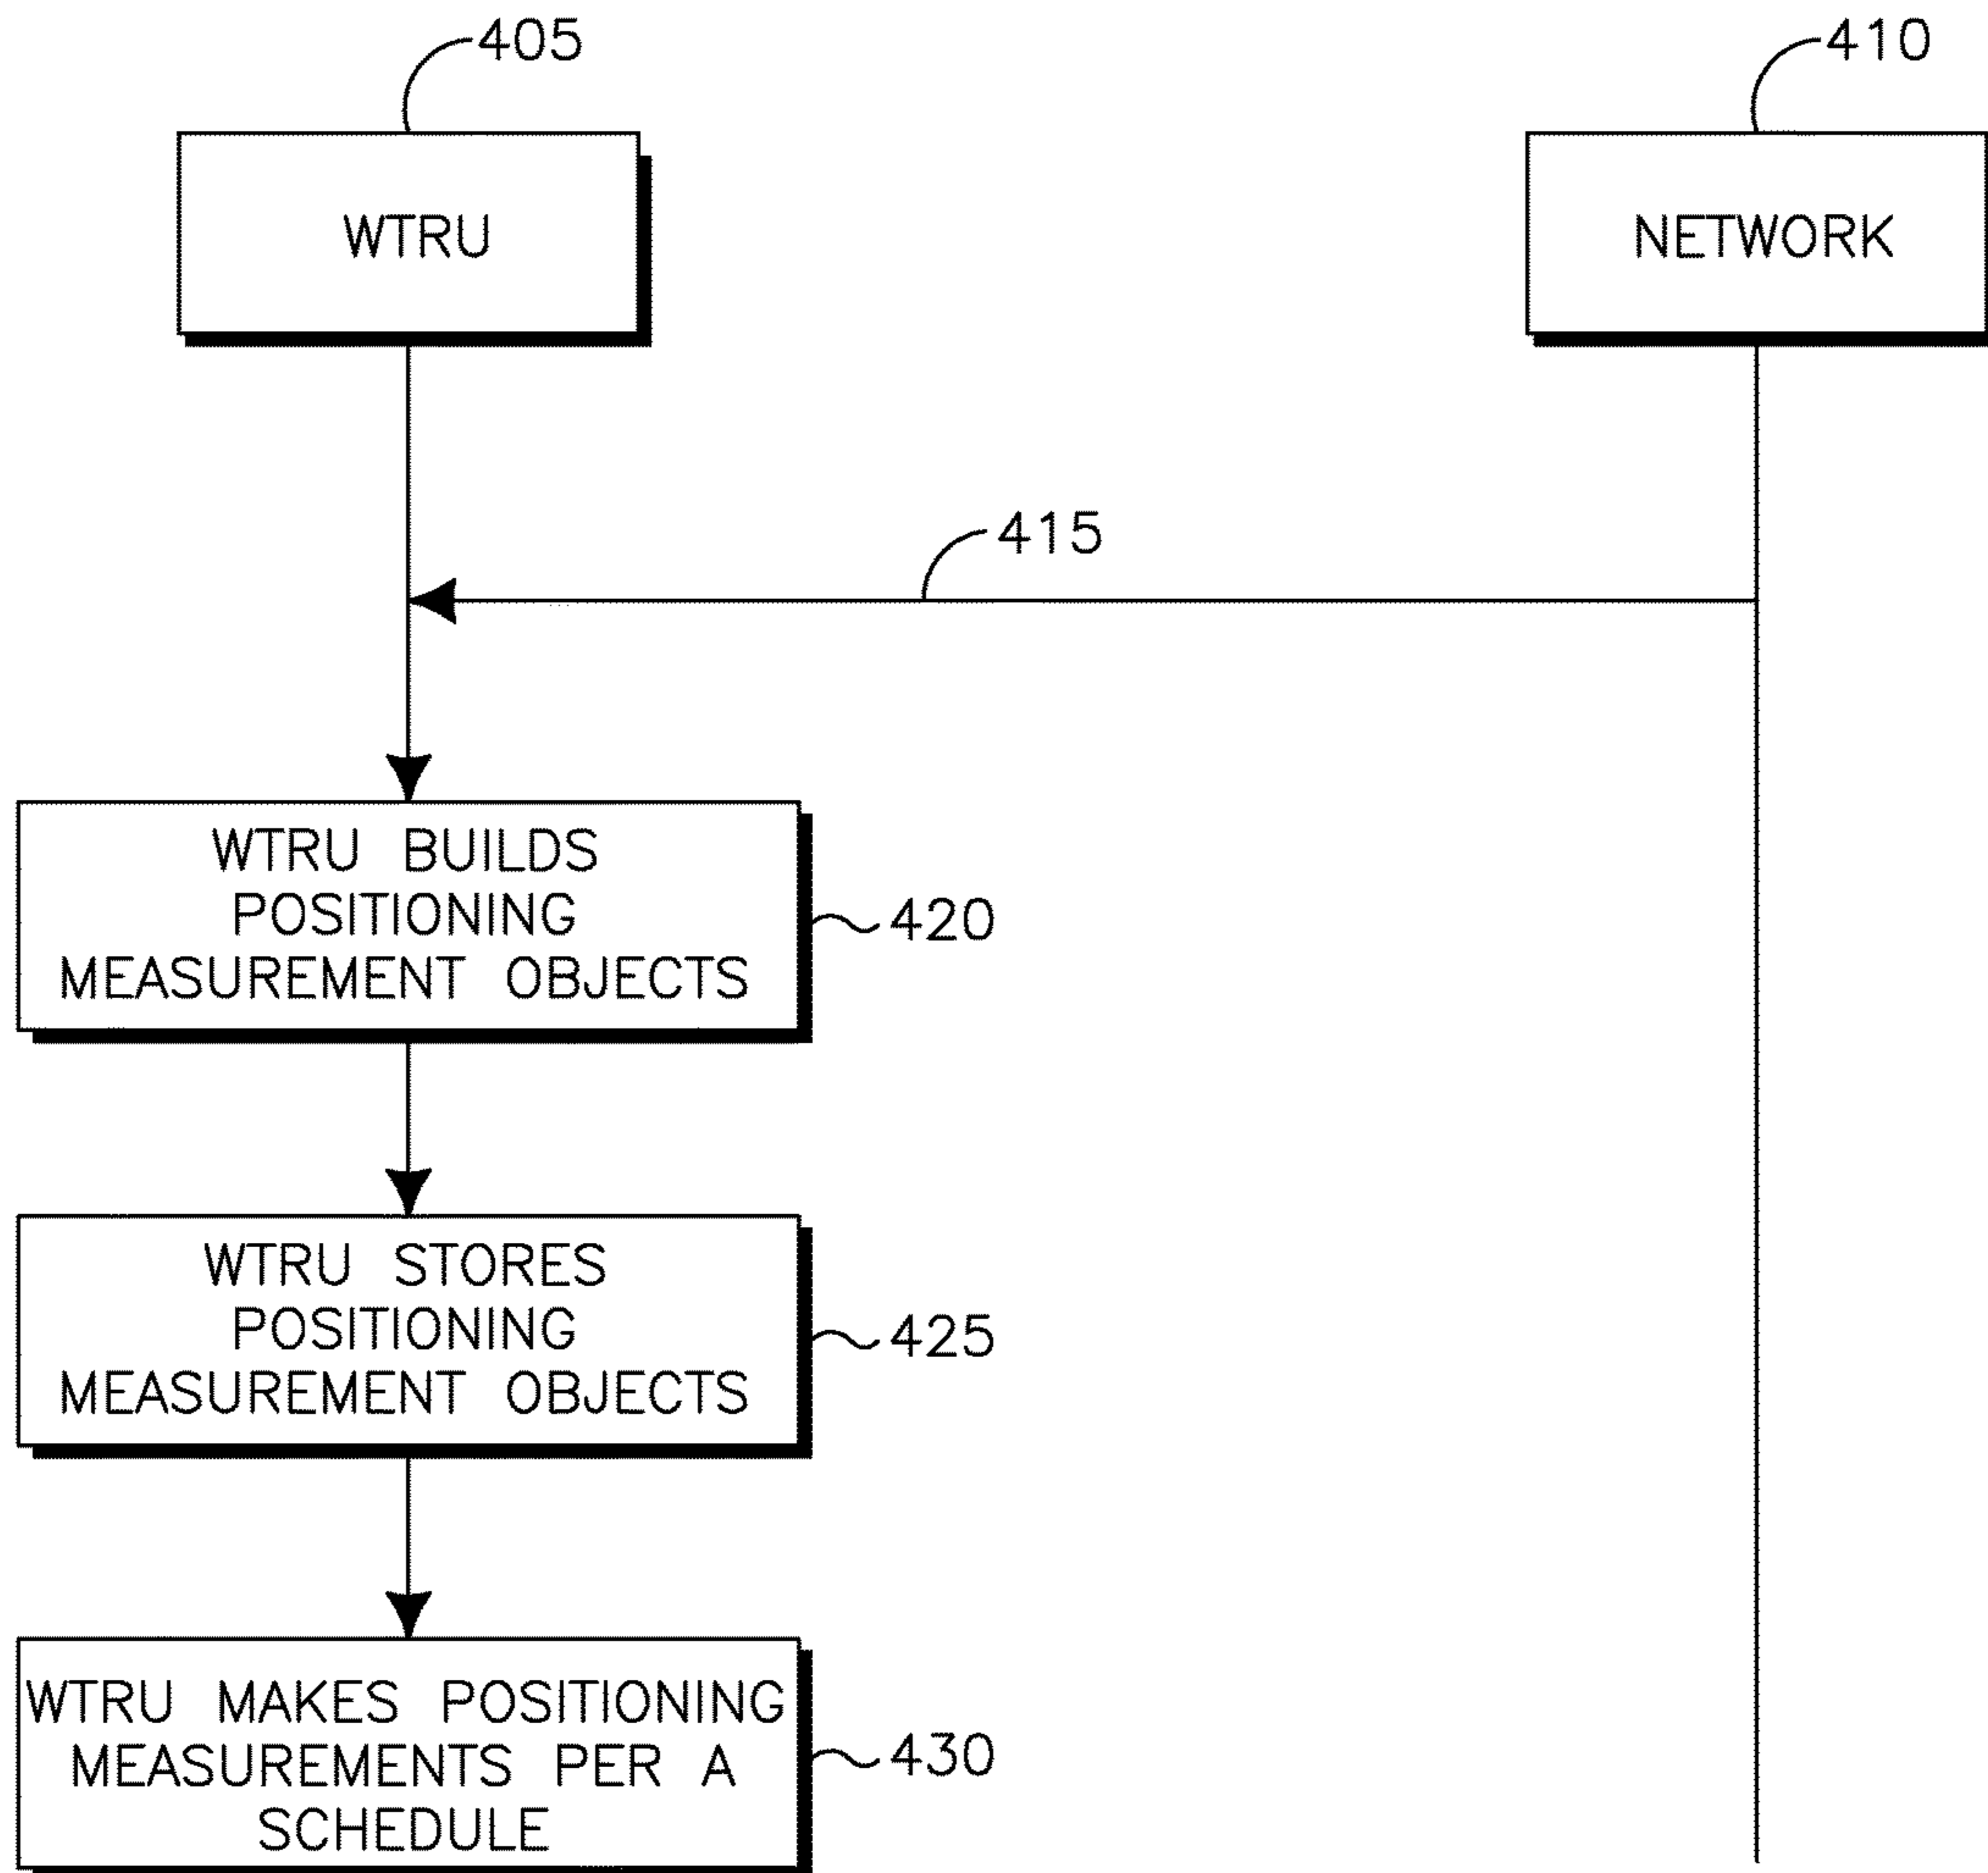 405
410
WTRU
NETWORK
415
WTRU BUILDS
POSITIONING
MEASUREMENT OBJECTS
420
WTRU STORES
POSITIONING
MEASUREMENT OBJECTS
425
WTRU MAKES POSITIONING
MEASUREMENTS PER A
SCHEDULE
430